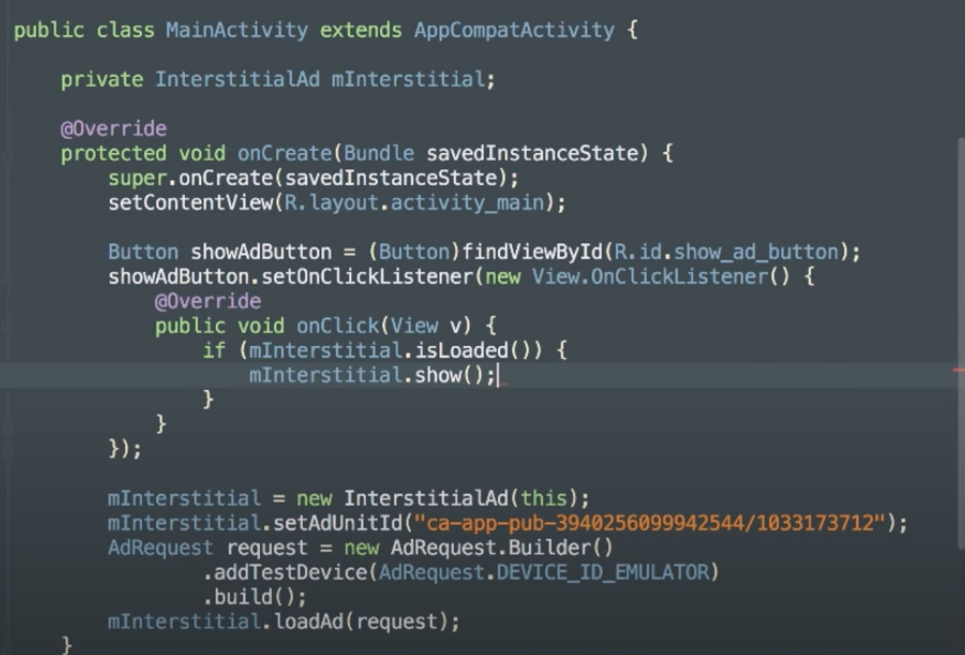 public class MainActivity extends AppCompatActivity {
private InterstitialAd mInterstitial;
@Override
protected void onCreate(Bundle savedInstanceState) {
super.onCreate(savedInstanceState);
setContentView(R.layout.activity_main);
Button showAdButton = (Button)findViewById(R.id.show_ad_button);
showAdButton.setOnClickListener(new View.OnClickListener() {
@Override
public void onClick(View v) {
if (mInterstitial.isLoaded()) {
mInterstitial.show();
}
}
});
mInterstitial = new InterstitialAd(this);
mInterstitial.setAdUnitId("ca-app-pub-3940256099942544/1033173712");
AdRequest request = new AdRequest.Builder()
.addTestDevice(AdRequest.DEVICE_ID_EMULATOR)
.build();
mInterstitial.loadAd(request);
}